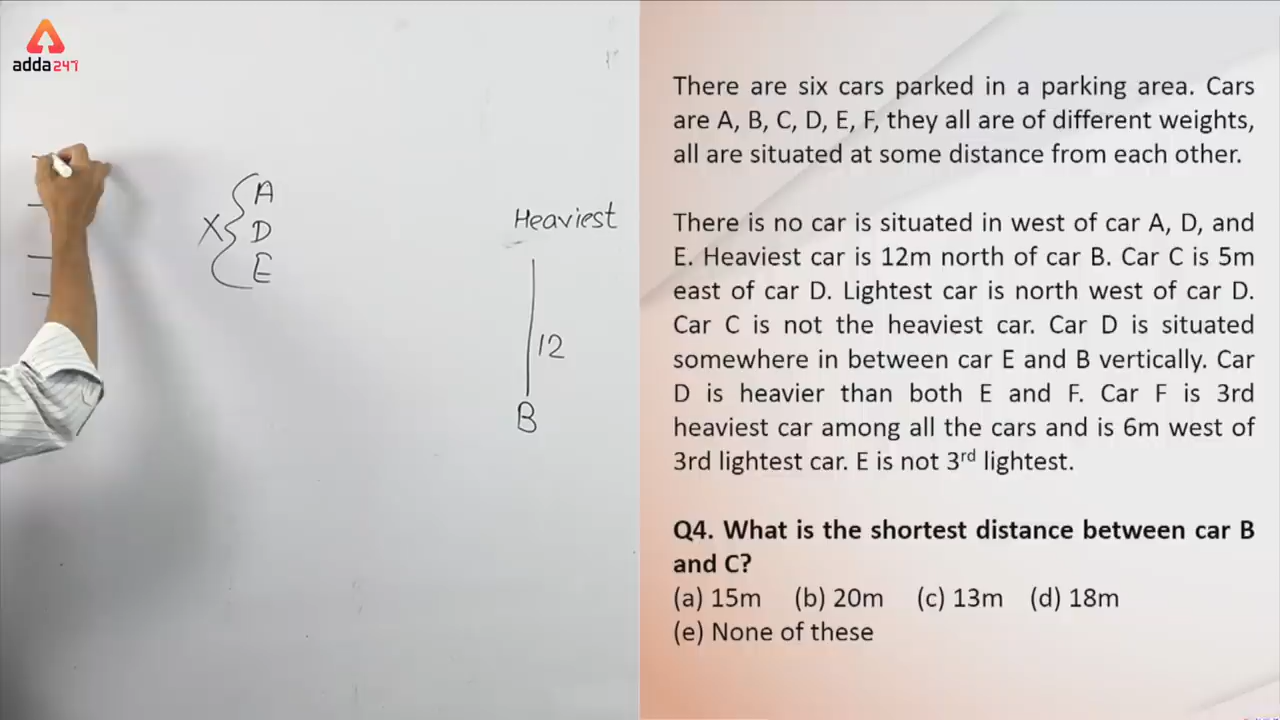 adda247
X
A
D
E
Heaviest
12
B
There are six cars parked in a parking area. Cars
are A, B, C, D, E, F, they all are of different weights,
all are situated at some distance from each other.
There is no car is situated in west of car A, D, and
E. Heaviest car is 12m north of car B. Car C is 5m
east of car D. Lightest car is north west of car D.
Car C is not the heaviest car. Car D is situated
somewhere in between car E and B vertically. Car
D is heavier than both E and F. Car F is 3rd
heaviest car among all the cars and is 6m west of
3rd lightest car. E is not 3rd lightest.
Q4. What is the shortest distance between car B
and C?
(a) 15m (b) 20m (c) 13m (d) 18m
(e) None of these